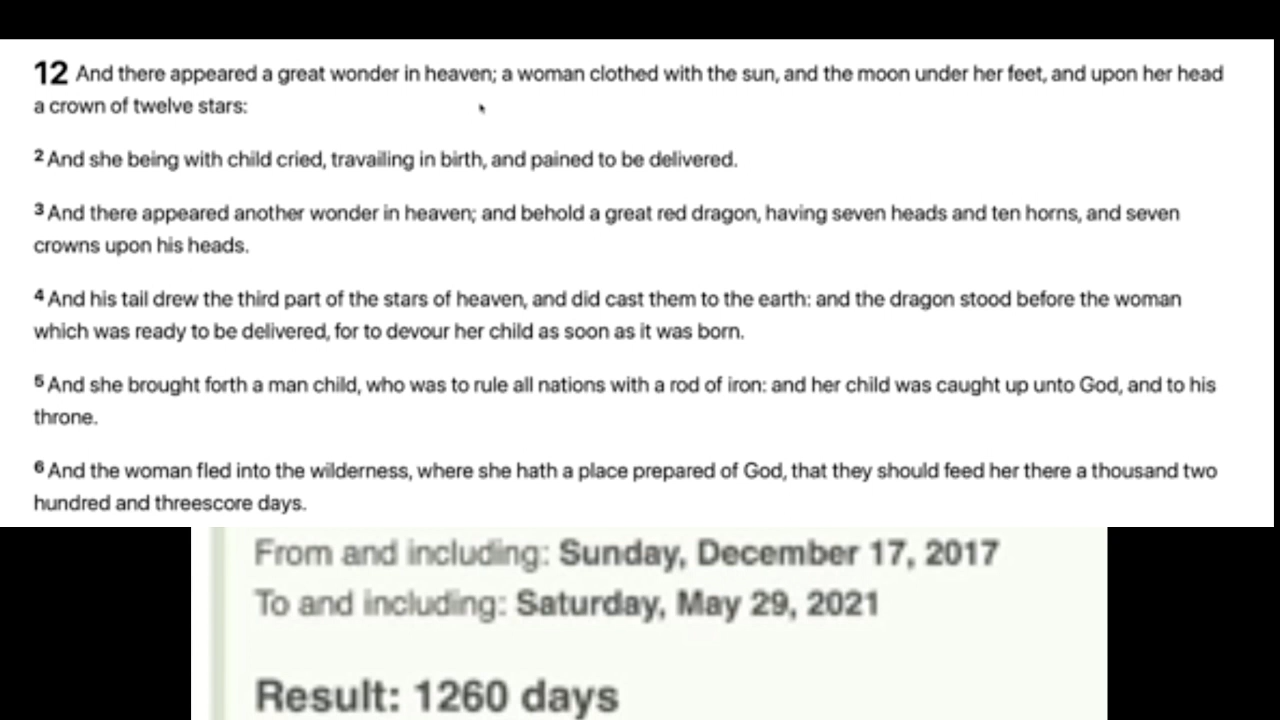 12 And there appeared a great wonder in heaven; a woman clothed with the sun, and the moon under her feet, and upon her head
a crown of twelve stars:
2 And she being with child cried, travailing in birth, and pained to be delivered.
3 And there appeared another wonder in heaven; and behold a great red dragon, having seven heads and ten horns, and seven
crowns upon his heads.
4 And his tail drew the third part of the stars of heaven, and did cast them to the earth: and the dragon stood before the woman
which was ready to be delivered, for to devour her child as soon as it was born.
5 And she brought forth a man child, who was to rule all nations with a rod of iron: and her child was caught up unto God, and to his
throne.
6 And the woman fled into the wilderness, where she hath a place prepared of God, that they should feed her there a thousand two
hundred and threescore days.
From and including: Sunday, December 17, 2017
To and including: Saturday, May 29, 2021
Result: 1260 days